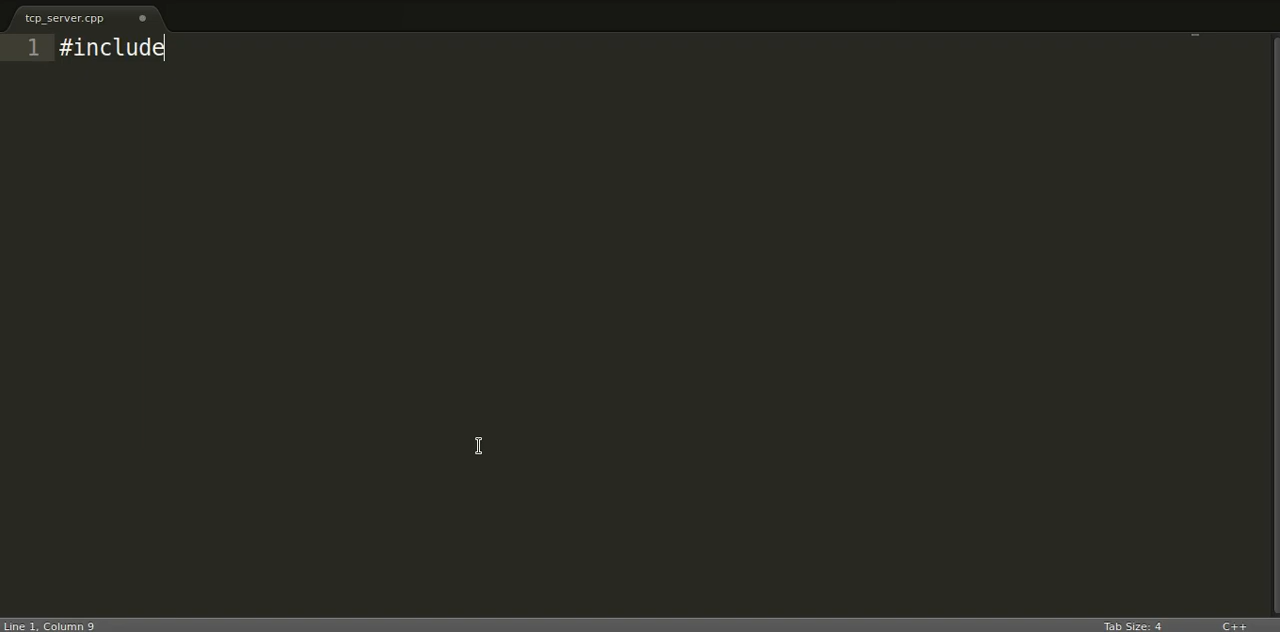 tcp_server.cpp
1 #include
Line 1, Column 9 Tab Size: 4 C++